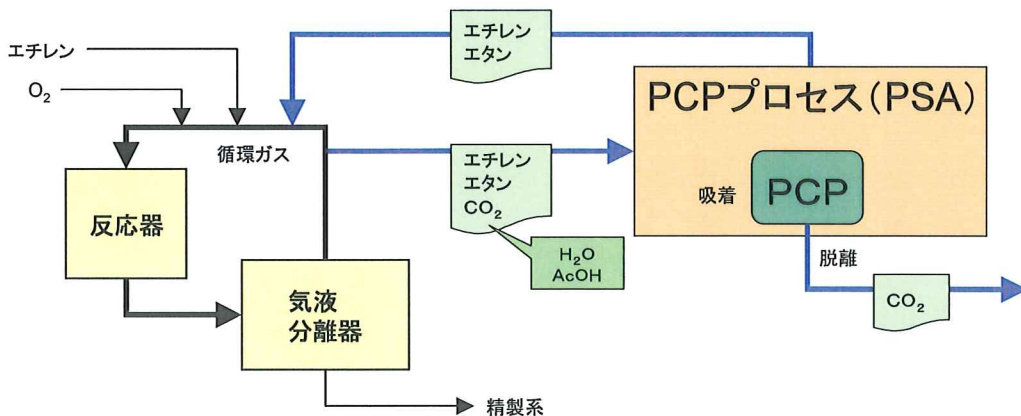 エチレン
O₂
循環ガス
反応器
気液
分離器
精製系
エチレン
エタン
エチレン
エタン
CO₂
H₂O
AcOH
PCPプロセス(PSA)
吸着
PCP
脱離
CO₂